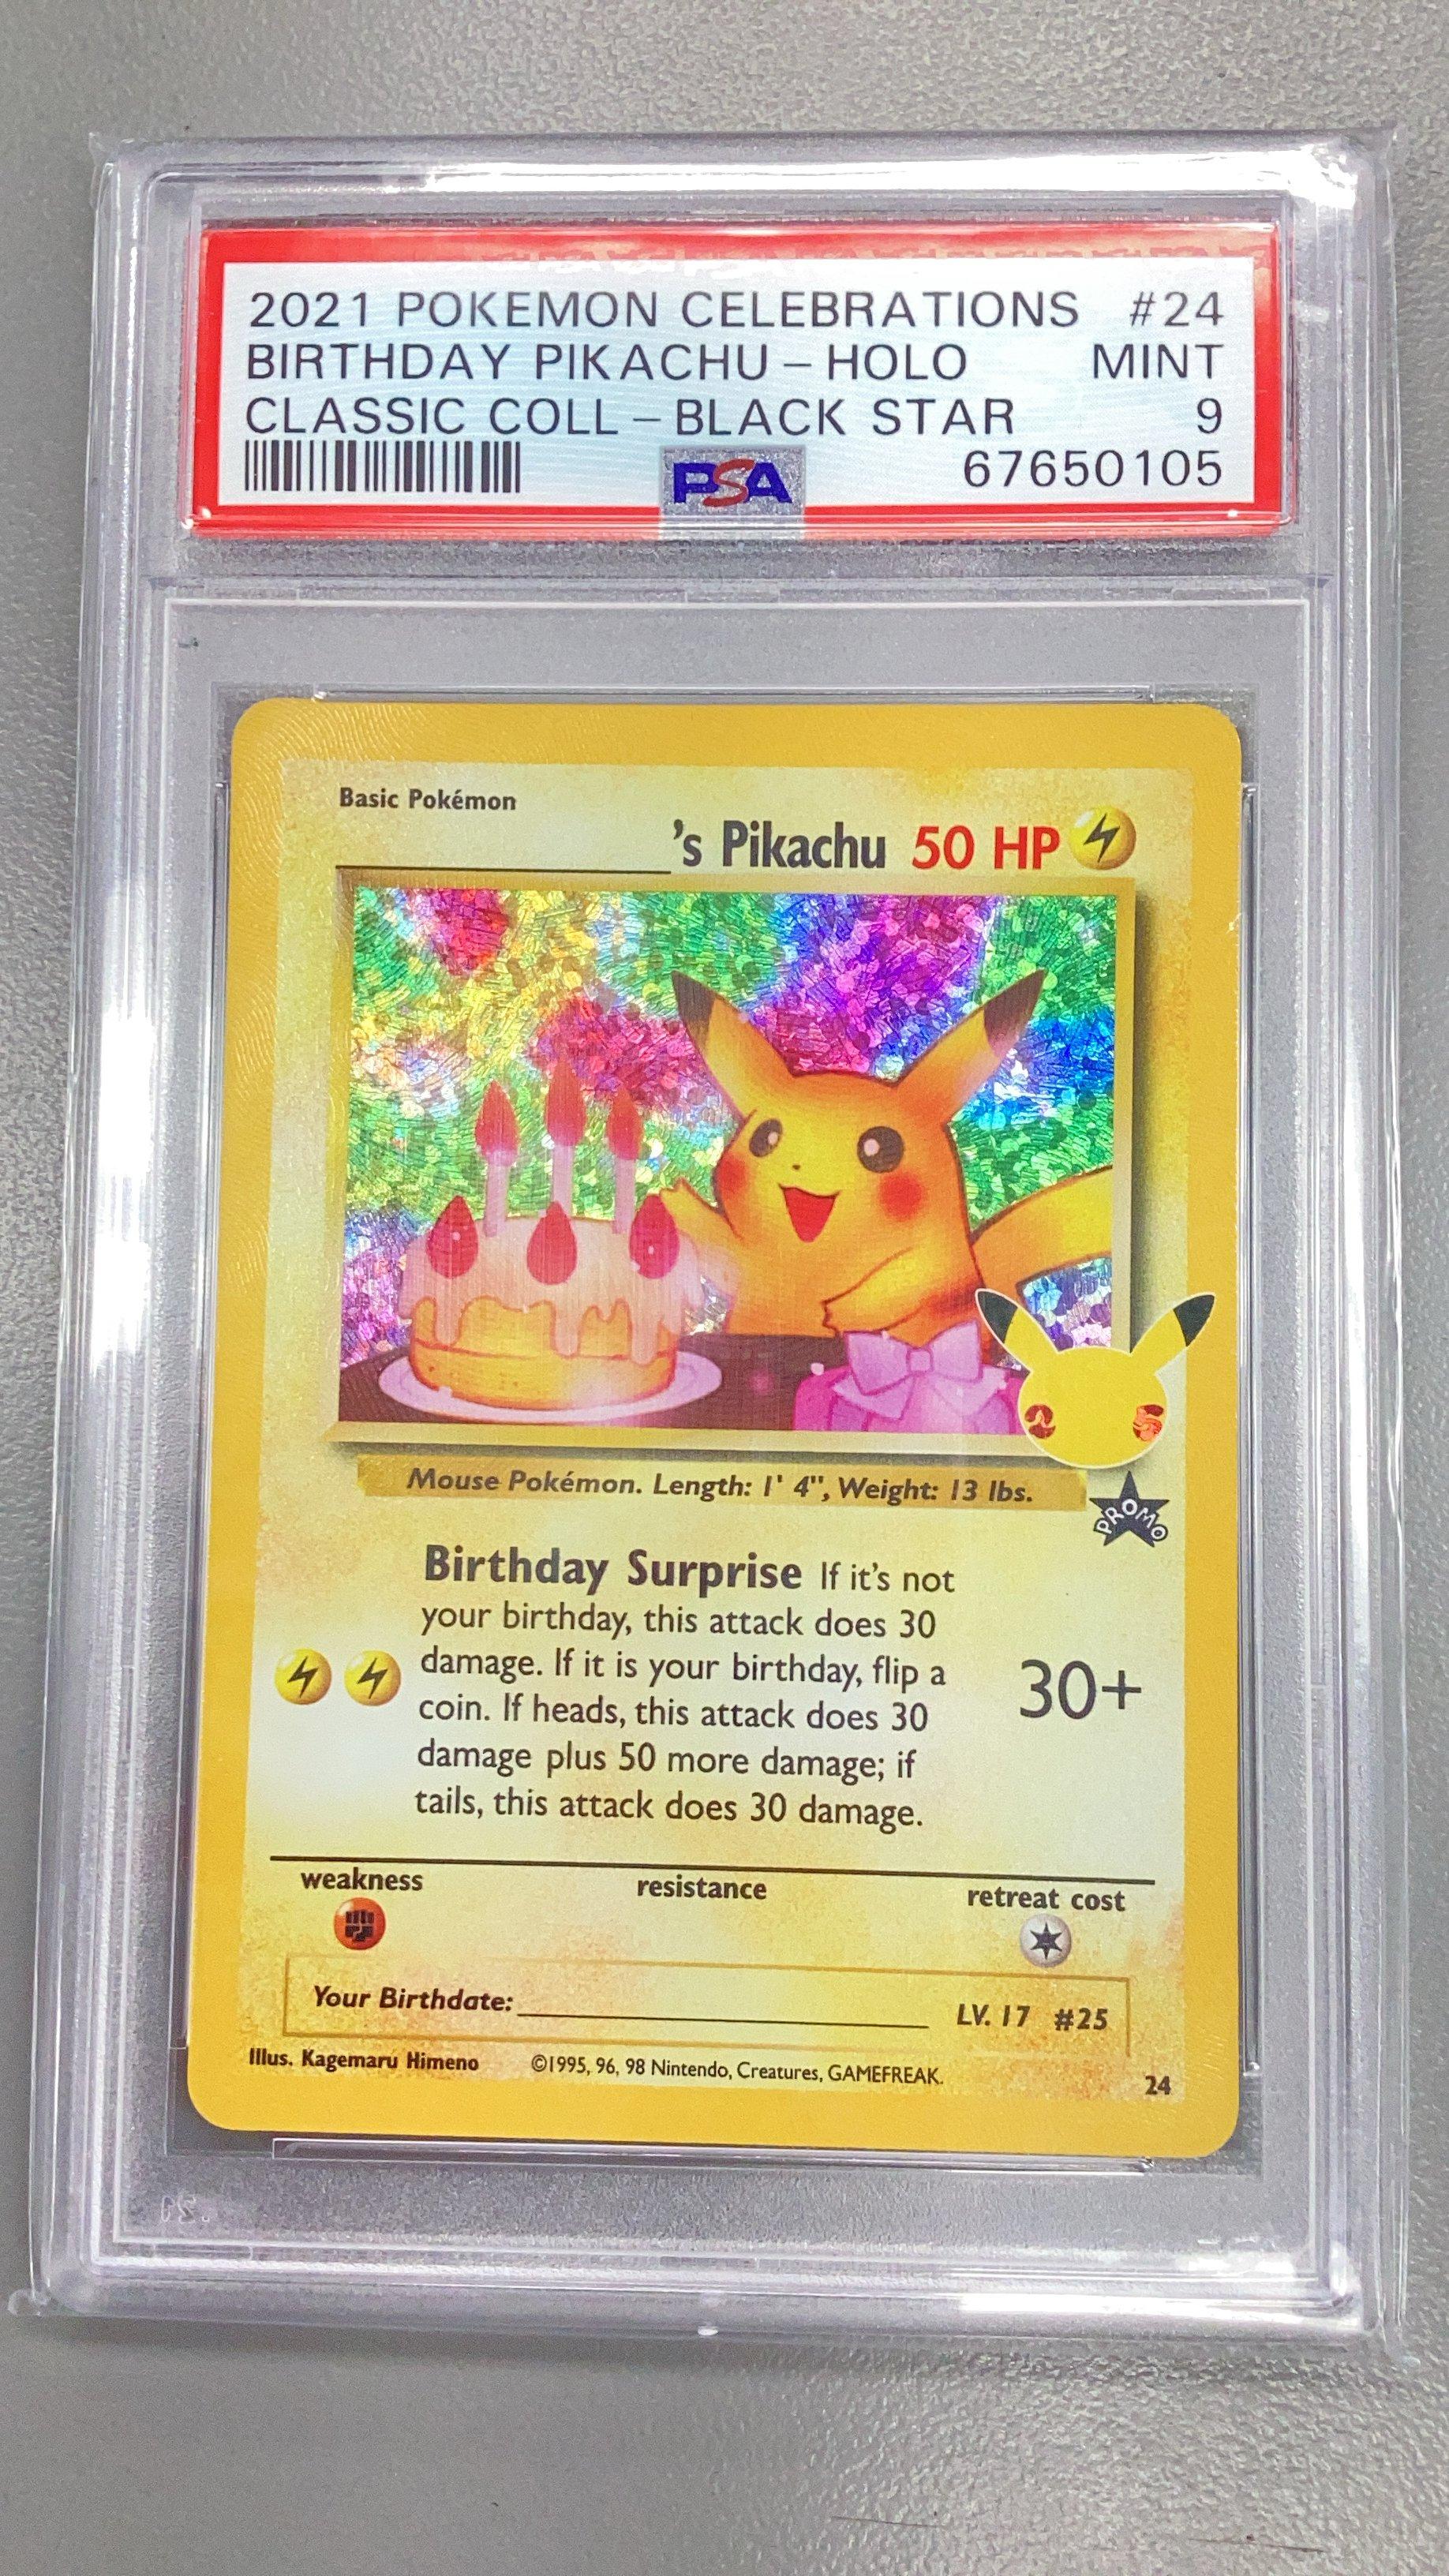 2021 POKEMON CELEBRATIONS #24
BIRTHDAY PIKACHU - HOLO MINT
CLASSIC COLL - BLACK STAR 9
PSA 67650105
Basic Pokémon
________'s Pikachu 50 HP
Mouse Pokémon. Length: 1' 4", Weight: 13 lbs.
PROMO
Birthday Surprise If it's not
your birthday, this attack does 30
damage. If it is your birthday, flip a
coin. If heads, this attack does 30
damage plus 50 more damage; if
tails, this attack does 30 damage.
30+
weakness resistance retreat cost
Your Birthdate:________ LV. 17 #25
Illus. Kagemaru Himeno ©1995, 96, 98 Nintendo, Creatures, GAMEFREAK.
24